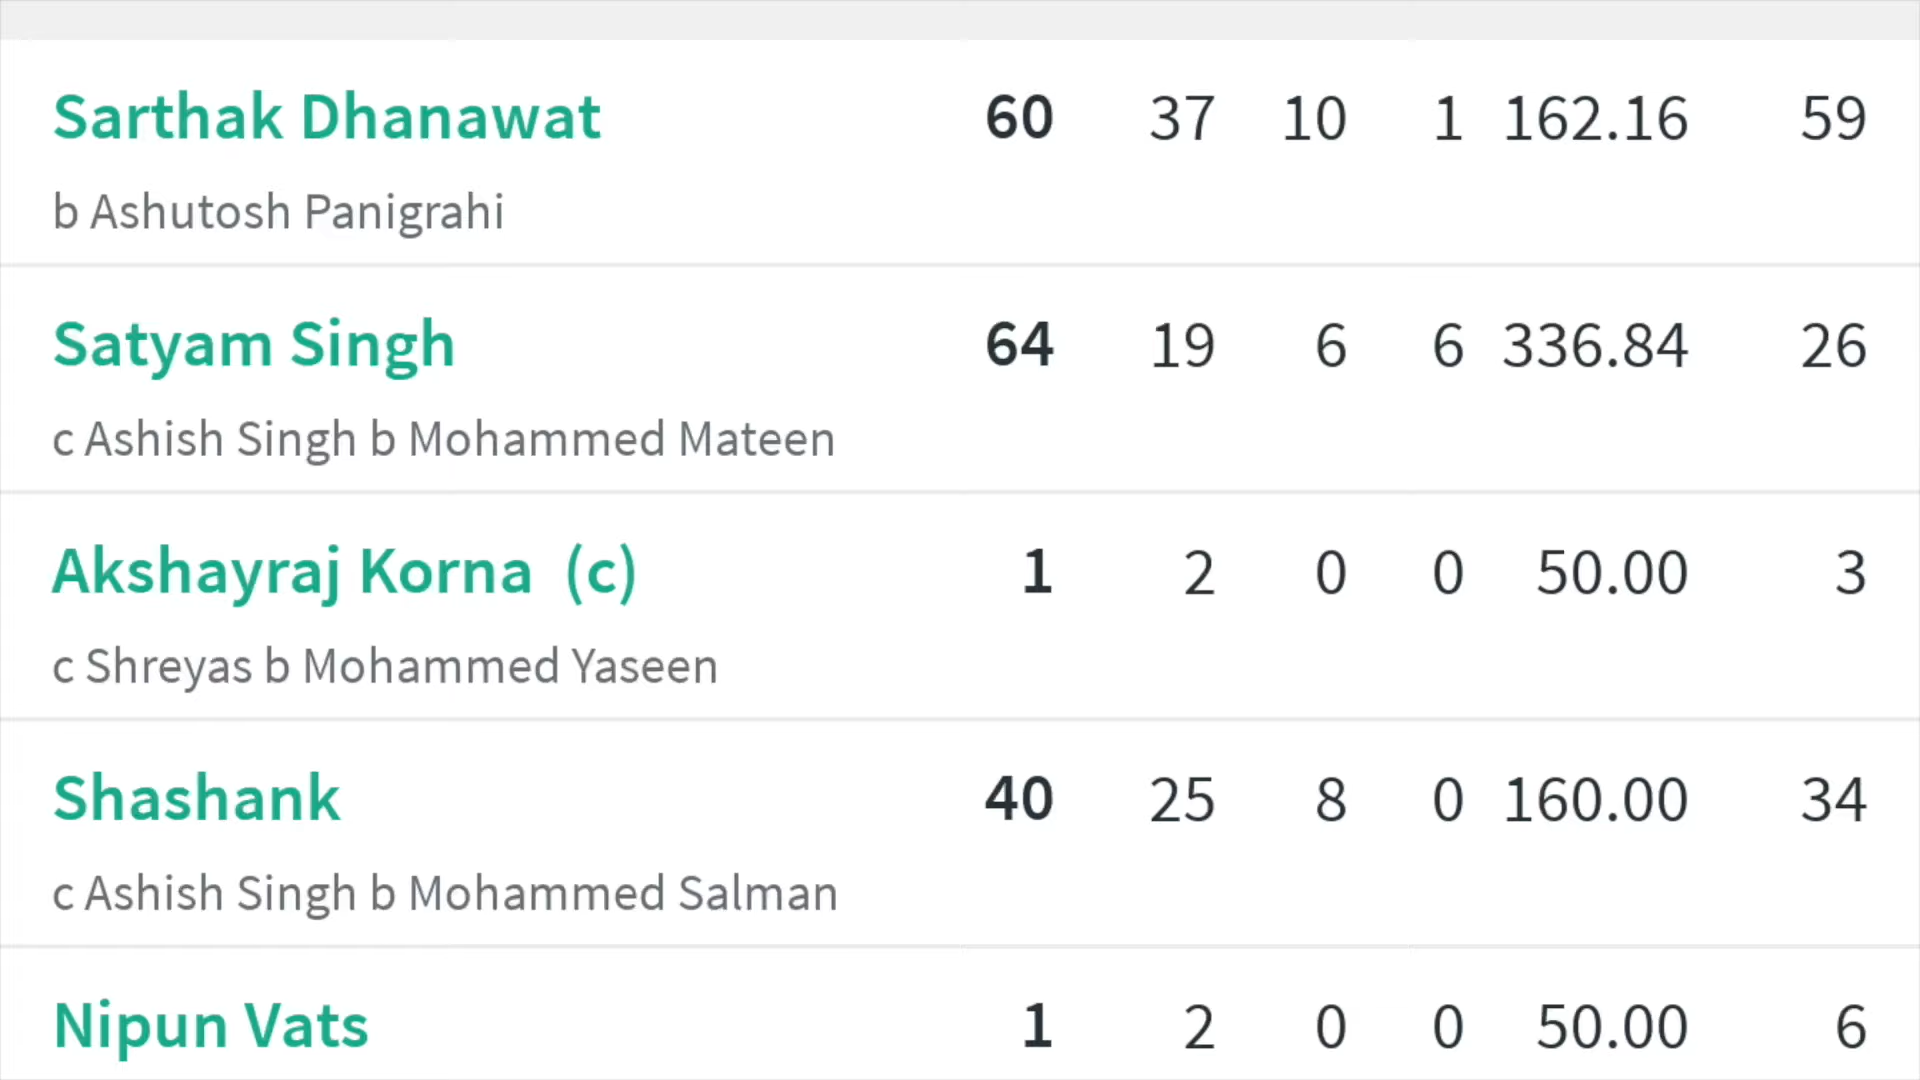 Sarthak Dhanawat 60 37 10 1 162.16 59
b Ashutosh Panigrahi
Satyam Singh 64 19 6 6 336.84 26
c Ashish Singh b Mohammed Mateen
Akshayraj Korna (c) 1 2 0 0 50.00 3
c Shreyas b Mohammed Yaseen
Shashank 40 25 8 0 160.00 34
c Ashish Singh b Mohammed Salman
Nipun Vats 1 2 0 0 50.00 6